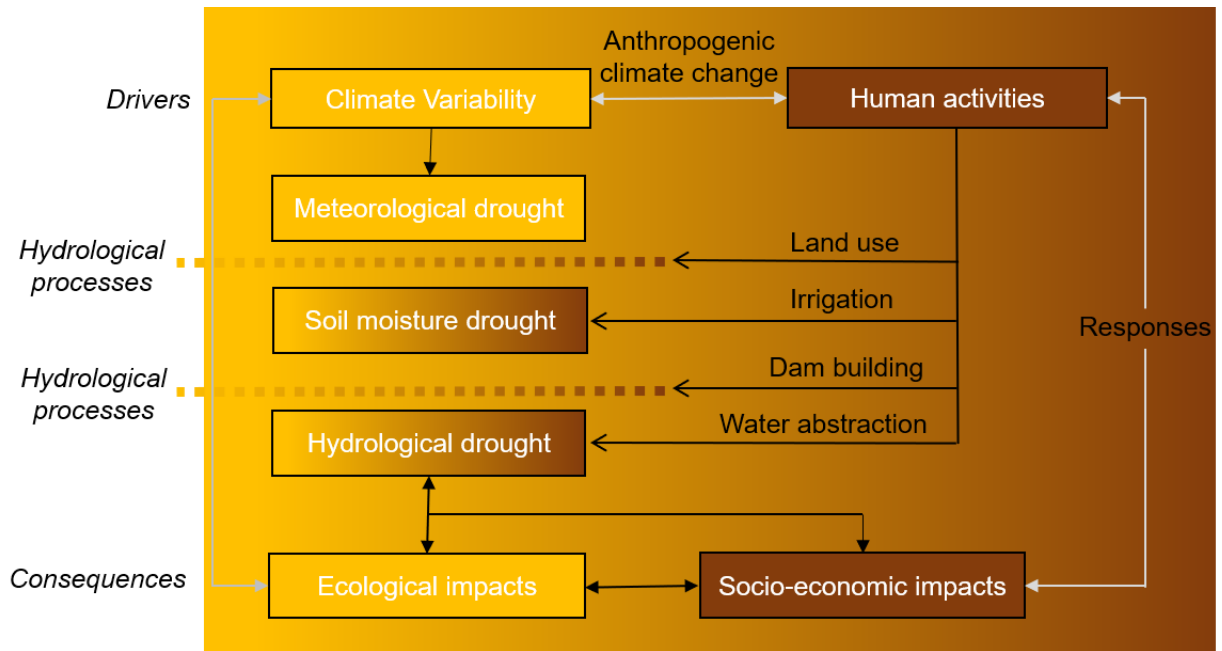 Anthropogenic
climate change
Drivers
Climate Variability
Human activities
Meteorological drought
Hydrological
processes
Land use
Soil moisture drought
Irrigation
Responses
Hydrological
processes
Dam building
Water abstraction
Hydrological drought
Consequences
Ecological impacts
Socio-economic impacts